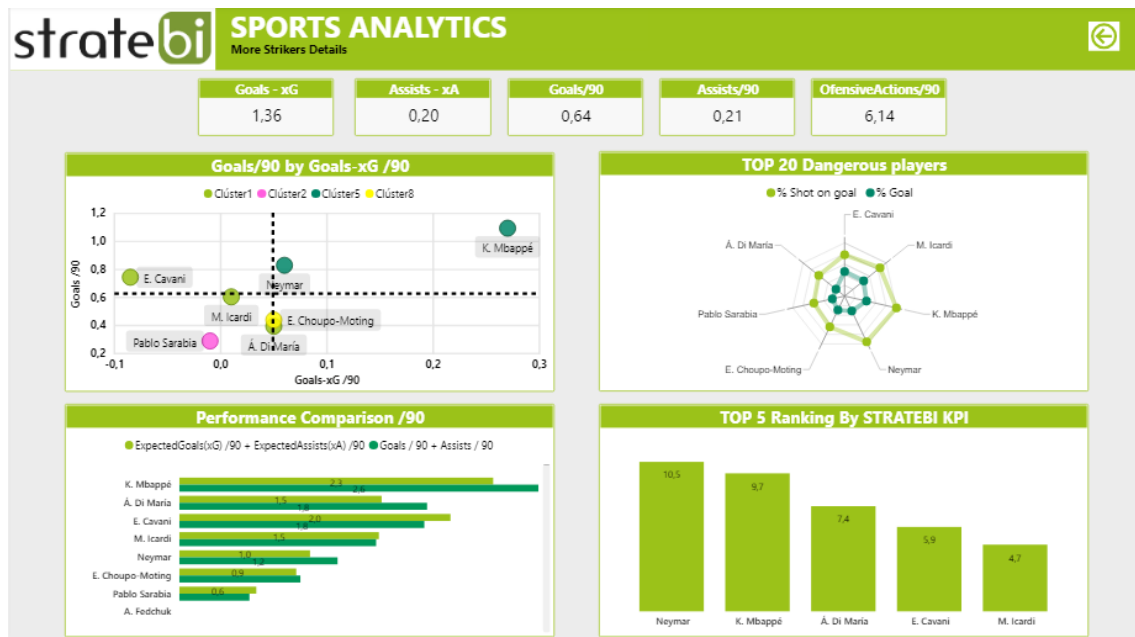 stratebi
SPORTS ANALYTICS
More Strikers Details
Goals - xG
1,36
Assists - xA
0,20
Goals/90
0,64
Assists/90
0,21
OfensiveActions/90
6,14
Goals/90 by Goals-xG /90
Clúster1 Clúster2 Clúster5 Clúster8
Goals /90
1,2
1,0
0,8
0,6
0,4
0,2
K. Mbappé
E. Cavani
Neymar
M. Icardi
E. Choupo-Moting
Pablo Sarabia
Á. Di María
-0,1 0,0 0,1 0,2 0,3
Goals-xG /90
TOP 20 Dangerous players
% Shot on goal % Goal
E. Cavani
Á. Di María
M. Icardi
Pablo Sarabia
K. Mbappé
E. Choupo-Moting
Neymar
Performance Comparison /90
ExpectedGoals(xG) /90 + ExpectedAssists(xA) /90 Goals / 90 + Assists / 90
K. Mbappé 2,3
2,6
Á. Di María 1,5
1,8
E. Cavani 2,0
1,8
M. Icardi 1,5
Neymar 1,0
1,2
E. Choupo-Moting 0,9
Pablo Sarabia 0,6
A. Fedchuk
TOP 5 Ranking By STRATEBI KPI
10,5
9,7
7,4
5,9
4,7
Neymar K. Mbappé Á. Di María E. Cavani M. Icardi